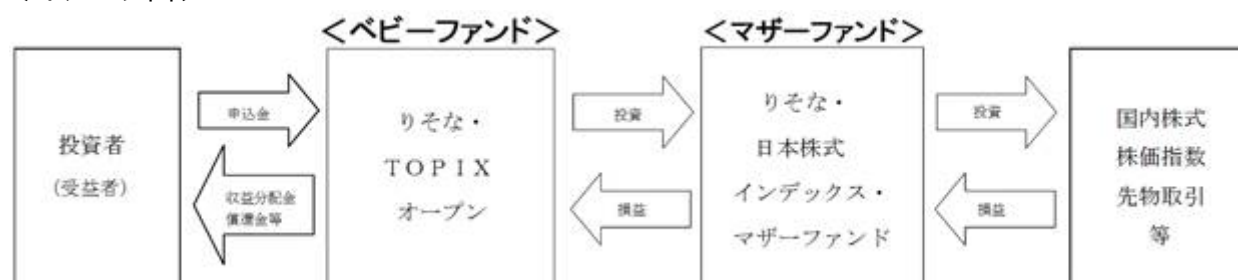 <ベビーファンド>
<マザーファンド>
投資者
(受益者)
申込金
収益分配金
償還金等
りそな・
TOPIX
オープン
投資
損益
りそな・
日本株式
インデックス・
マザーファンド
投資
損益
国内株式
株価指数
先物取引
等